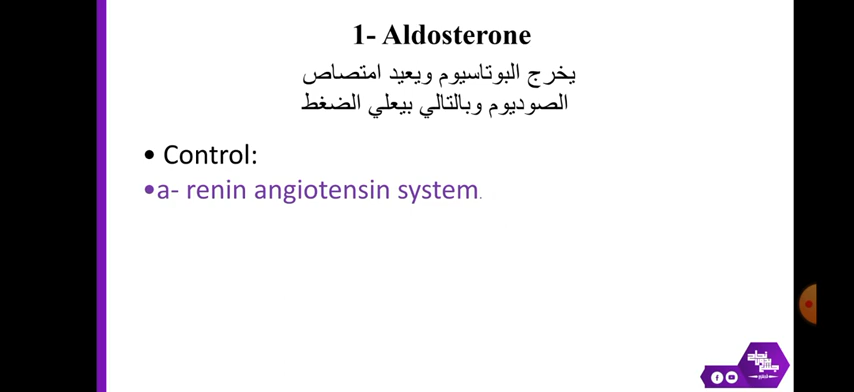 1- Aldosterone
يخرج البوتاسيوم ويعيد امتصاص
الصوديوم وبالتالي بيعلي الضغط
• Control:
•a- renin angiotensin system.